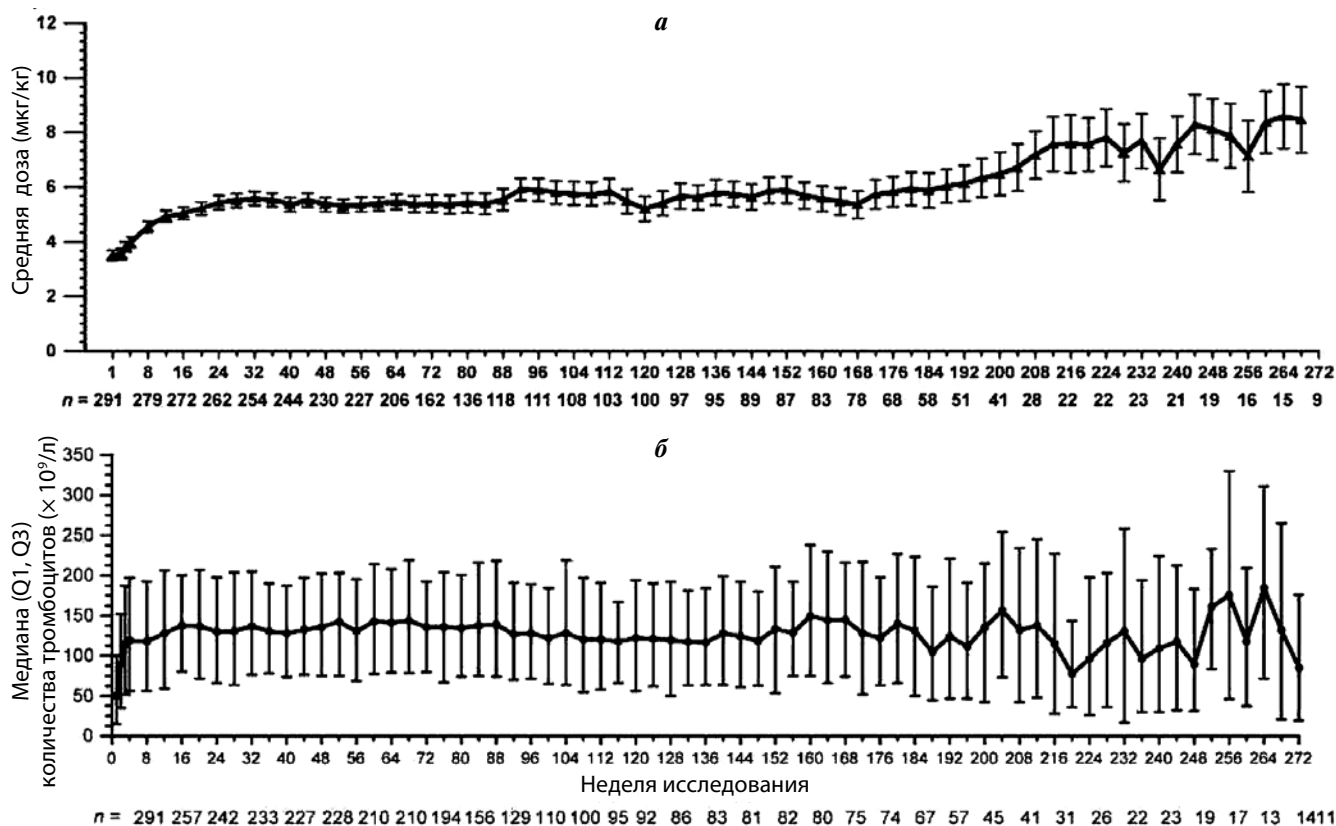 а
Средняя доза (мкг/кг)
12
10
8
6
4
2
0
1 8 16 24 32 40 48 56 64 72 80 88 96 104 112 120 128 136 144 152 160 168 176 184 192 200 208 216 224 232 240 248 256 264 272
n = 291 279 272 262 254 244 230 227 206 162 136 118 111 108 103 100 97 95 89 87 83 78 68 58 51 41 28 22 22 23 21 19 16 15 9
б
Медиана (Q1, Q3)
количества тромбоцитов (× 10⁹/л)
350
300
250
200
150
100
50
0
0 8 16 24 32 40 48 56 64 72 80 88 96 104 112 120 128 136 144 152 160 168 176 184 192 200 208 216 224 232 240 248 256 264 272
Неделя исследования
n = 291 257 242 233 227 228 210 210 194 156 129 110 100 95 92 86 83 81 82 80 75 74 67 57 45 41 31 26 22 23 19 17 13 1411